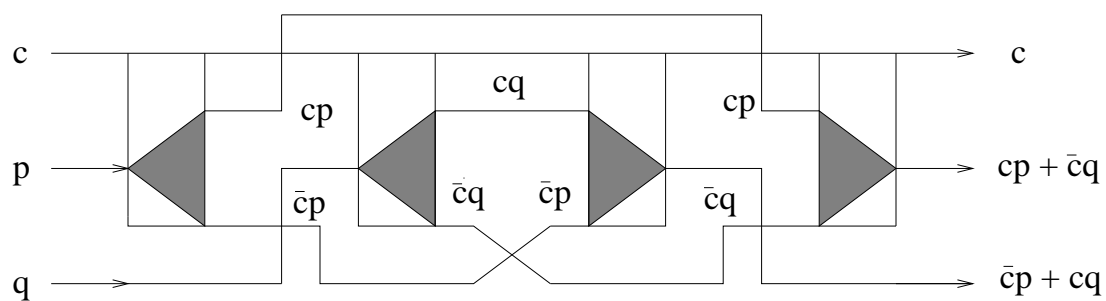 c c
cq
cp cp
p cp + c̄q
c̄p c̄q c̄p c̄q
q c̄p + cq